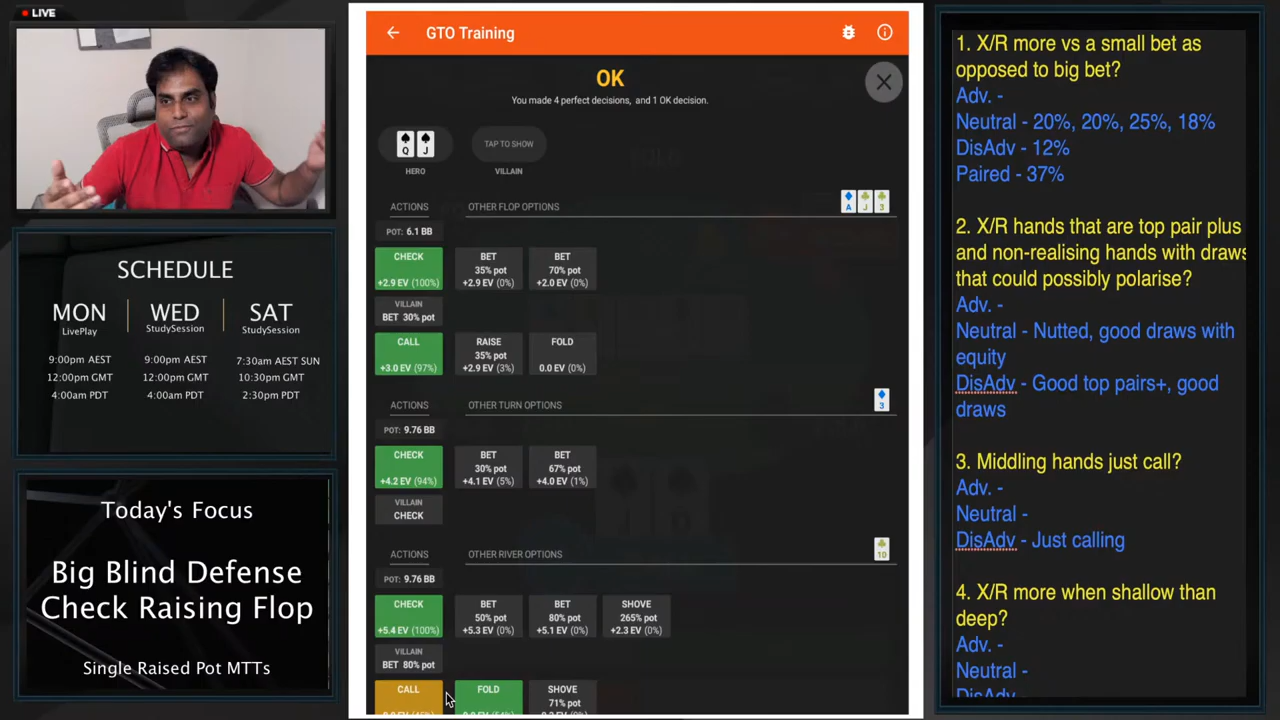 LIVE
SCHEDULE
MON
LivePlay
WED
StudySession
SAT
StudySession
9:00pm AEST
12:00pm GMT
4:00am PDT
9:00pm AEST
12:00pm GMT
4:00am PDT
7:30am AEST SUN
10:30pm GMT
2:30pm PDT
Today's Focus
Big Blind Defense
Check Raising Flop
Single Raised Pot MTTs
GTO Training
OK
You made 4 perfect decisions, and 1 OK decision.
Q J
HERO
TAP TO SHOW
VILLAIN
ACTIONS
OTHER FLOP OPTIONS
A J 3
POT: 6.1 BB
CHECK
+2.9 EV (100%)
BET
35% pot
+2.9 EV (0%)
BET
70% pot
+2.0 EV (0%)
VILLAIN
BET 30% pot
CALL
+3.0 EV (97%)
RAISE
35% pot
+2.9 EV (3%)
FOLD
0.0 EV (0%)
ACTIONS
OTHER TURN OPTIONS
3
POT: 9.76 BB
CHECK
+4.2 EV (94%)
BET
30% pot
+4.1 EV (5%)
BET
67% pot
+4.0 EV (1%)
VILLAIN
CHECK
ACTIONS
OTHER RIVER OPTIONS
10
POT: 9.76 BB
CHECK
+5.4 EV (100%)
BET
50% pot
+5.3 EV (0%)
BET
80% pot
+5.1 EV (0%)
SHOVE
265% pot
+2.3 EV (0%)
VILLAIN
BET 80% pot
CALL
FOLD
SHOVE
71% pot
1. X/R more vs a small bet as
opposed to big bet?
Adv. -
Neutral - 20%, 20%, 25%, 18%
DisAdv - 12%
Paired - 37%
2. X/R hands that are top pair plus
and non-realising hands with draws
that could possibly polarise?
Adv. -
Neutral - Nutted, good draws with
equity
DisAdv - Good top pairs+, good
draws
3. Middling hands just call?
Adv. -
Neutral -
DisAdv - Just calling
4. X/R more when shallow than
deep?
Adv. -
Neutral -
DisAdv